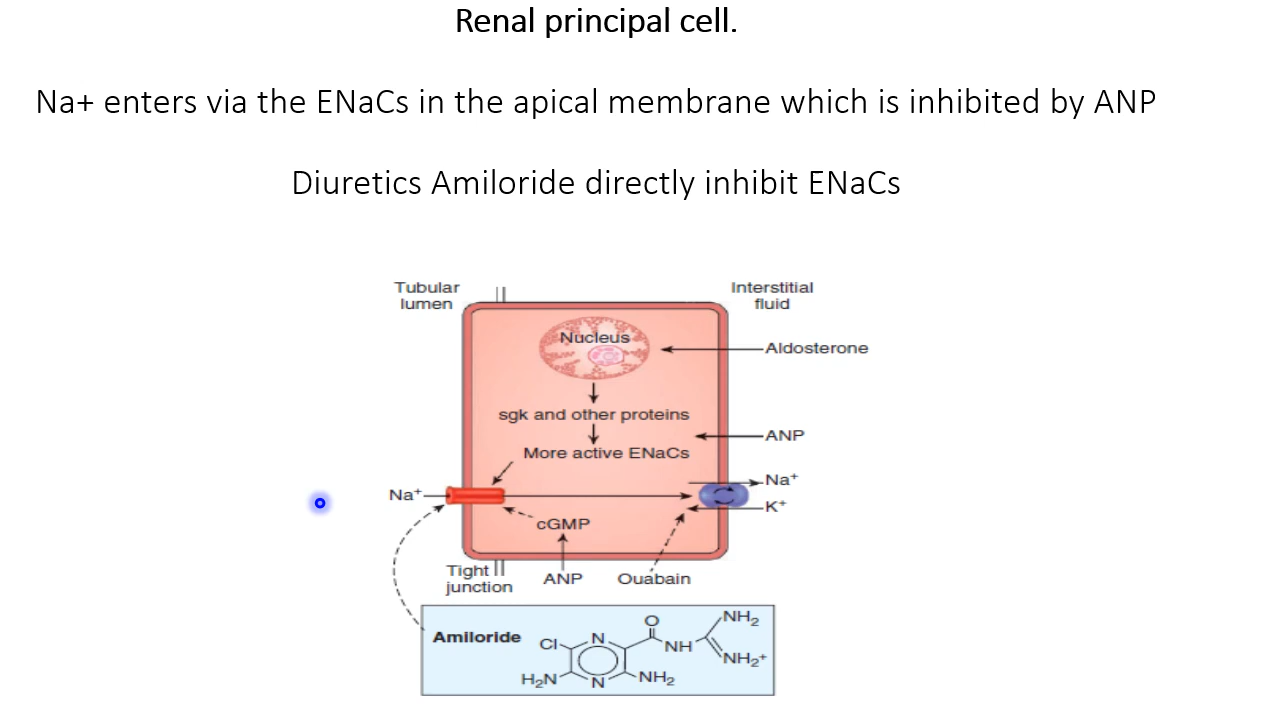 Renal principal cell.
Na+ enters via the ENaCs in the apical membrane which is inhibited by ANP
Diuretics Amiloride directly inhibit ENaCs
Tubular
lumen
Interstitial
fluid
Nucleus
Aldosterone
sgk and other proteins
ANP
More active ENaCs
Na⁺
Na⁺
K⁺
cGMP
Tight
junction
ANP
Ouabain
Amiloride
Cl
N
O
NH
NH₂
NH₂⁺
H₂N
N
NH₂